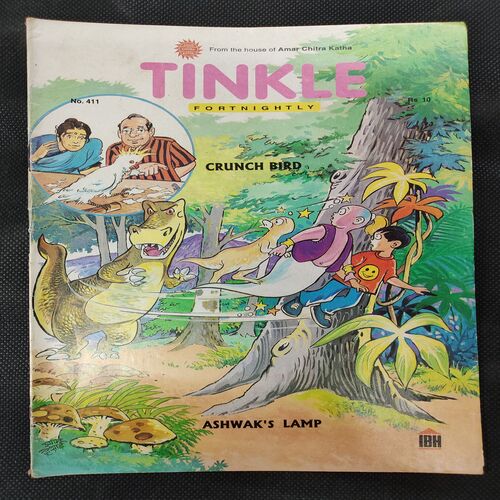 From the house of Amar Chitra Katha
TINKLE
FORTNIGHTLY
No. 411
Rs 10
CRUNCH BIRD
ASHWAK'S LAMP
IBH